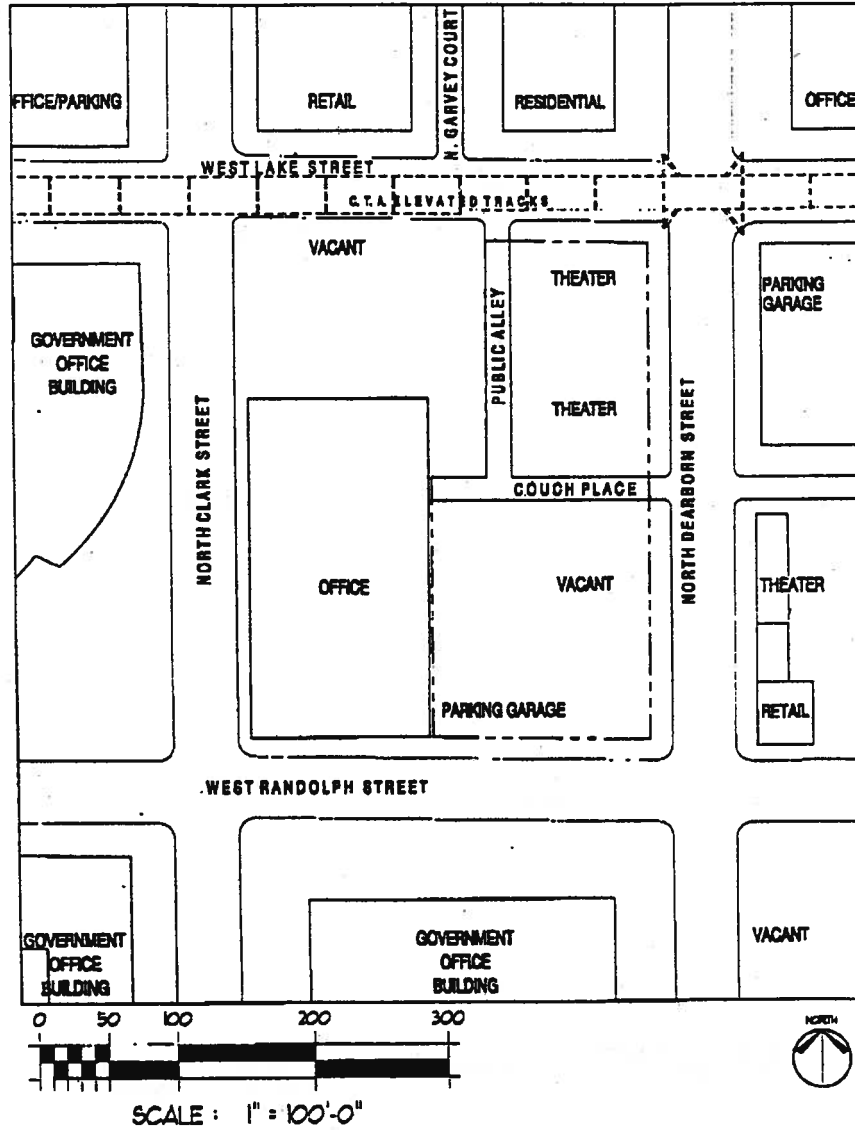 N. GARVEY COURT
FFICE/PARKING
RETAIL
RESIDENTIAL
OFFICE
WEST LAKE STREET
C.T.A. ELEVATED TRACKS
VACANT
THEATER
PARKING
GARAGE
GOVERNMENT
OFFICE
BUILDING
PUBLIC ALLEY
THEATER
NORTH CLARK STREET
NORTH DEARBORN STREET
COUCH PLACE
OFFICE
VACANT
THEATER
PARKING GARAGE
RETAIL
WEST RANDOLPH STREET
GOVERNMENT
OFFICE
BUILDING
GOVERNMENT
OFFICE
BUILDING
VACANT
0 50 100 200 300
NORTH
SCALE : 1" = 100'-0"